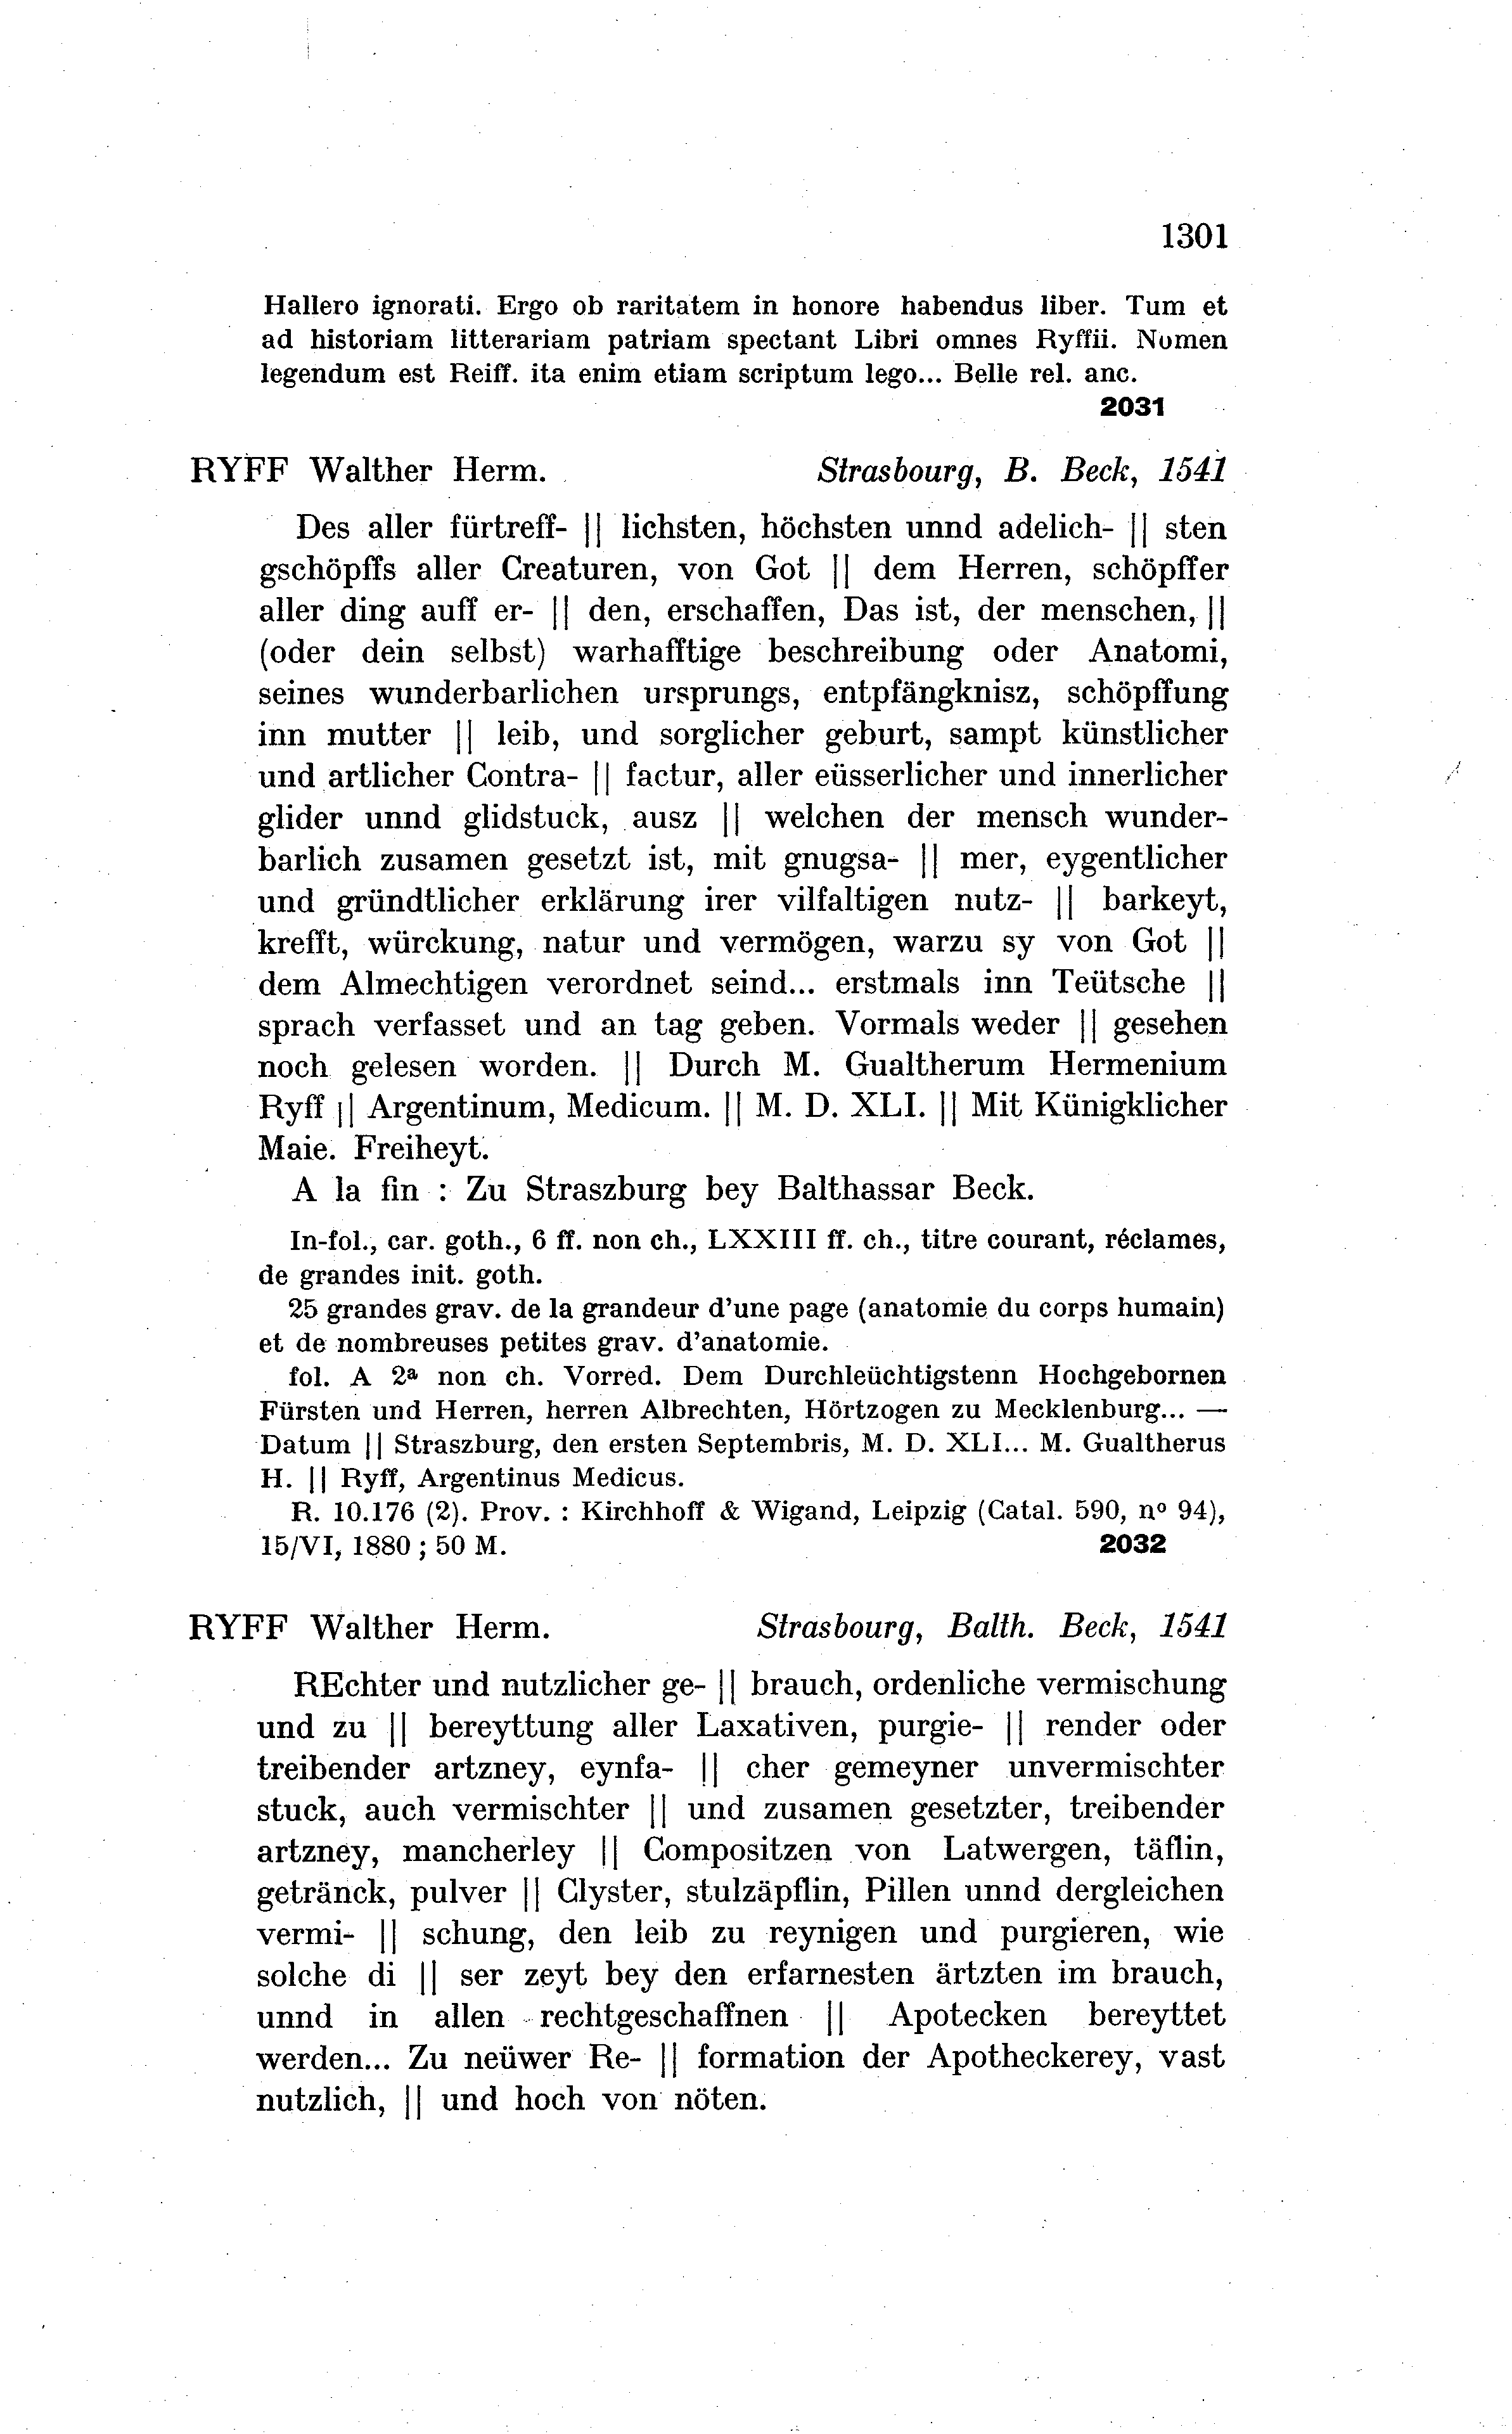 1301
Hallero ignorati. Ergo ob raritatem in honore habendus liber. Tum et
ad historiam litterariam patriam spectant Libri omnes Ryffii. Nomen
legendum est Reiff. ita enim etiam scriptum lego... Belle rel. anc.
2031
RYFF Walther Herm. Strasbourg, B. Beck, 1541
Des aller fürtreff- || lichsten, höchsten unnd adelich- || sten
gschöpffs aller Creaturen, von Got || dem Herren, schöpffer
aller ding auff er- || den, erschaffen, Das ist, der menschen, ||
(oder dein selbst) warhafftige beschreibung oder Anatomi,
seines wunderbarlichen ursprungs, entpfängknisz, schöpffung
inn mutter || leib, und sorglicher geburt, sampt künstlicher
und artlicher Contra- || factur, aller eüsserlicher und innerlicher
glider unnd glidstuck, ausz || welchen der mensch wunder-
barlich zusamen gesetzt ist, mit gnugsa- || mer, eygentlicher
und gründtlicher erklärung irer vilfaltigen nutz- || barkeyt,
krefft, würckung, natur und vermögen, warzu sy von Got ||
dem Almechtigen verordnet seind... erstmals inn Teütsche ||
sprach verfasset und an tag geben. Vormals weder || gesehen
noch gelesen worden. || Durch M. Gualtherum Hermenium
Ryff || Argentinum, Medicum. || M. D. XLI. || Mit Künigklicher
Maie. Freiheyt.
A la fin : Zu Straszburg bey Balthassar Beck.
In-fol., car. goth., 6 ff. non ch., LXXIII ff. ch., titre courant, réclames,
de grandes init. goth.
25 grandes grav. de la grandeur d'une page (anatomie du corps humain)
et de nombreuses petites grav. d'anatomie.
fol. A 2ª non ch. Vorred. Dem Durchleüchtigstenn Hochgebornen
Fürsten und Herren, herren Albrechten, Hörtzogen zu Mecklenburg... —
Datum || Straszburg, den ersten Septembris, M. D. XLI... M. Gualtherus
H. || Ryff, Argentinus Medicus.
R. 10.176 (2). Prov. : Kirchhoff & Wigand, Leipzig (Catal. 590, nº 94),
15/VI, 1880 ; 50 M. 2032
RYFF Walther Herm. Strasbourg, Balth. Beck, 1541
REchter und nutzlicher ge- || brauch, ordenliche vermischung
und zu || bereyttung aller Laxativen, purgie- || render oder
treibender artzney, eynfa- || cher gemeyner unvermischter
stuck, auch vermischter || und zusamen gesetzter, treibender
artzney, mancherley || Compositzen von Latwergen, täflin,
getränck, pulver || Clyster, stulzäpflin, Pillen unnd dergleichen
vermi- || schung, den leib zu reynigen und purgieren, wie
solche di || ser zeyt bey den erfarnesten ärtzten im brauch,
unnd in allen rechtgeschaffnen || Apotecken bereyttet
werden... Zu neüwer Re- || formation der Apotheckerey, vast
nutzlich, || und hoch von nöten.